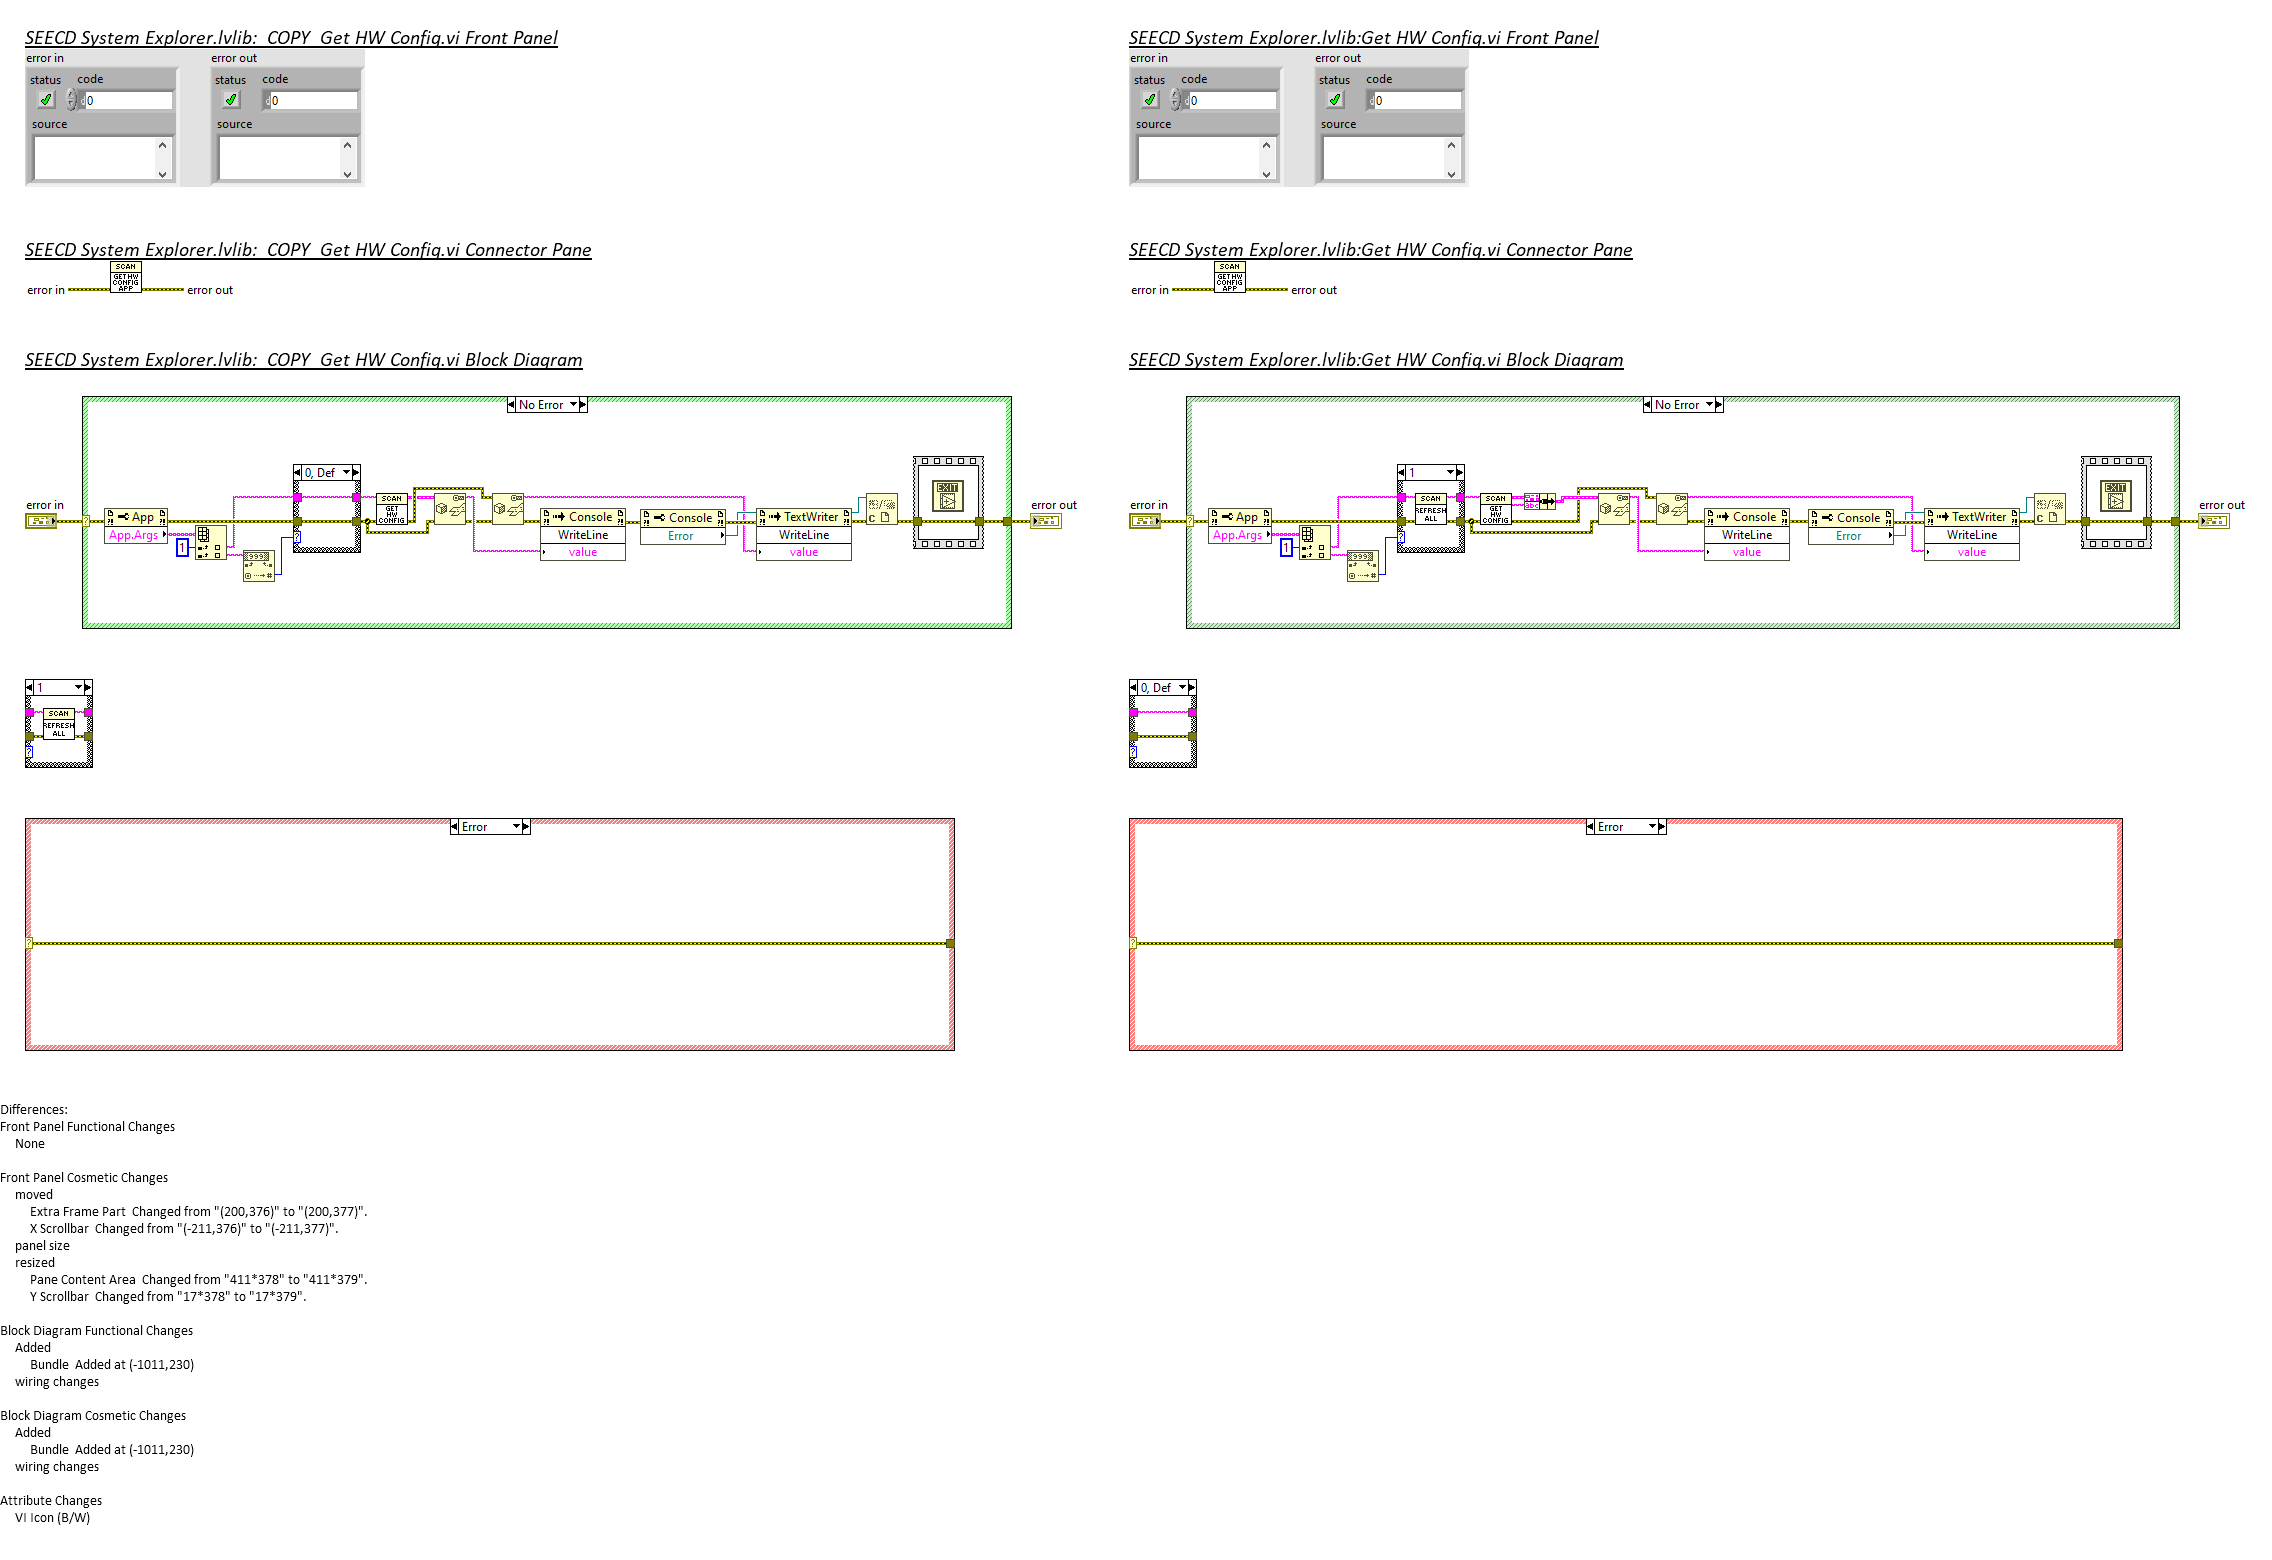 SEECD System Explorer.lvlib:  COPY  Get HW Config.vi Front Panel
error in
error out
status
code
status
code
0
0
source
source
SEECD System Explorer.lvlib:Get HW Config.vi Front Panel
error in
error out
status
code
status
code
0
0
source
source
SEECD System Explorer.lvlib:  COPY  Get HW Config.vi Connector Pane
SCAN
GET HW
CONFIG
APP
error in
error out
SEECD System Explorer.lvlib:Get HW Config.vi Connector Pane
SCAN
GET HW
CONFIG
APP
error in
error out
SEECD System Explorer.lvlib:  COPY  Get HW Config.vi Block Diagram
No Error
0, Def
error in
App
App.Args
1
SCAN
GET
HW
CONFIG
Console
WriteLine
value
Console
Error
TextWriter
WriteLine
value
EXIT
error out
SEECD System Explorer.lvlib:Get HW Config.vi Block Diagram
No Error
1
error in
App
App.Args
1
SCAN
REFRESH
ALL
SCAN
GET
HW
CONFIG
Console
WriteLine
value
Console
Error
TextWriter
WriteLine
value
EXIT
error out
1
SCAN
REFRESH
ALL
0, Def
Error
Error
Differences:
Front Panel Functional Changes
None
Front Panel Cosmetic Changes
moved
Extra Frame Part  Changed from "(200,376)" to "(200,377)".
X Scrollbar  Changed from "(-211,376)" to "(-211,377)".
panel size
resized
Pane Content Area  Changed from "411*378" to "411*379".
Y Scrollbar  Changed from "17*378" to "17*379".
Block Diagram Functional Changes
Added
Bundle  Added at (-1011,230)
wiring changes
Block Diagram Cosmetic Changes
Added
Bundle  Added at (-1011,230)
wiring changes
Attribute Changes
VI Icon (B/W)